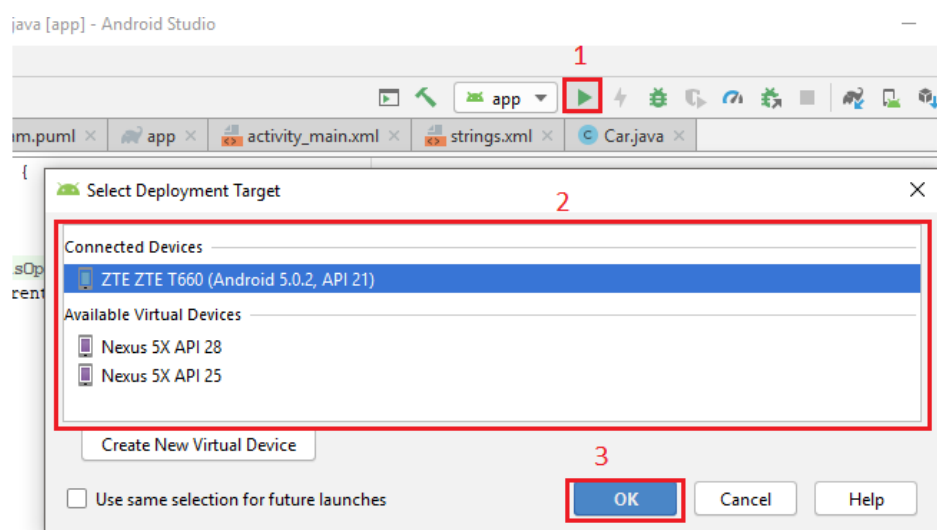 java [app] - Android Studio
1
app
m.puml
app
activity_main.xml
strings.xml
C
Car.java
{
Select Deployment Target
2
Connected Devices
sOp
ZTE ZTE T660 (Android 5.0.2, API 21)
rent
Available Virtual Devices
Nexus 5X API 28
Nexus 5X API 25
Create New Virtual Device
3
Use same selection for future launches
OK
Cancel
Help